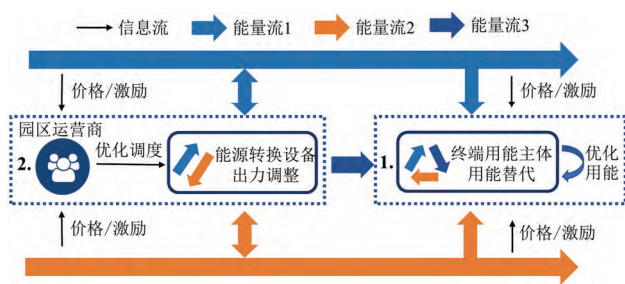 信息流 能量流1 能量流2 能量流3
价格/激励 价格/激励
园区运营商
2. 优化调度 能源转换设备
出力调整
1. 终端用能主体
用能替代
优化
用能
价格/激励 价格/激励